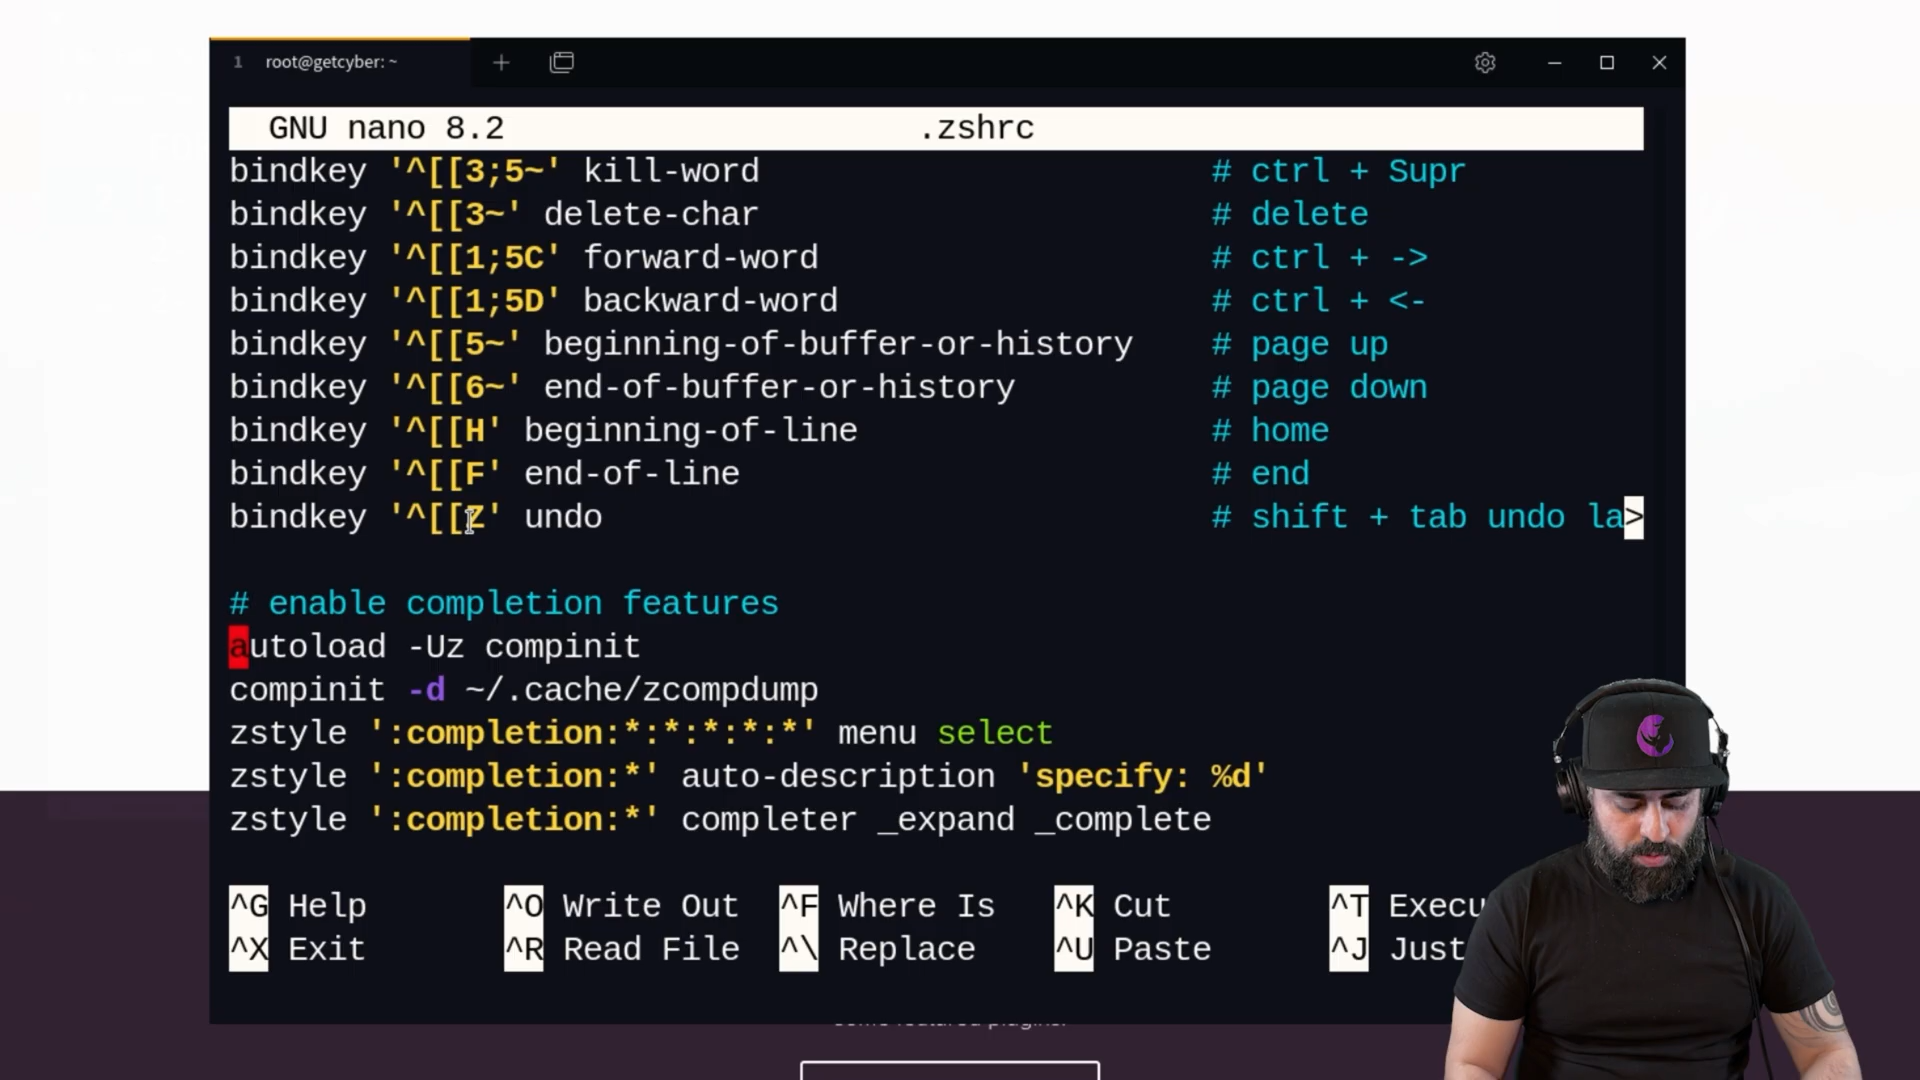 1 root@getcyber: ~
GNU nano 8.2 .zshrc
bindkey '^[[3;5~' kill-word # ctrl + Supr
bindkey '^[[3~' delete-char # delete
bindkey '^[[1;5C' forward-word # ctrl + ->
bindkey '^[[1;5D' backward-word # ctrl + <-
bindkey '^[[5~' beginning-of-buffer-or-history # page up
bindkey '^[[6~' end-of-buffer-or-history # page down
bindkey '^[[H' beginning-of-line # home
bindkey '^[[F' end-of-line # end
bindkey '^[[Z' undo # shift + tab undo la>
# enable completion features
autoload -Uz compinit
compinit -d ~/.cache/zcompdump
zstyle ':completion:*:*:*:*:*' menu select
zstyle ':completion:*' auto-description 'specify: %d'
zstyle ':completion:*' completer _expand _complete
^G Help ^O Write Out ^F Where Is ^K Cut ^T Execu
^X Exit ^R Read File ^\ Replace ^U Paste ^J Just